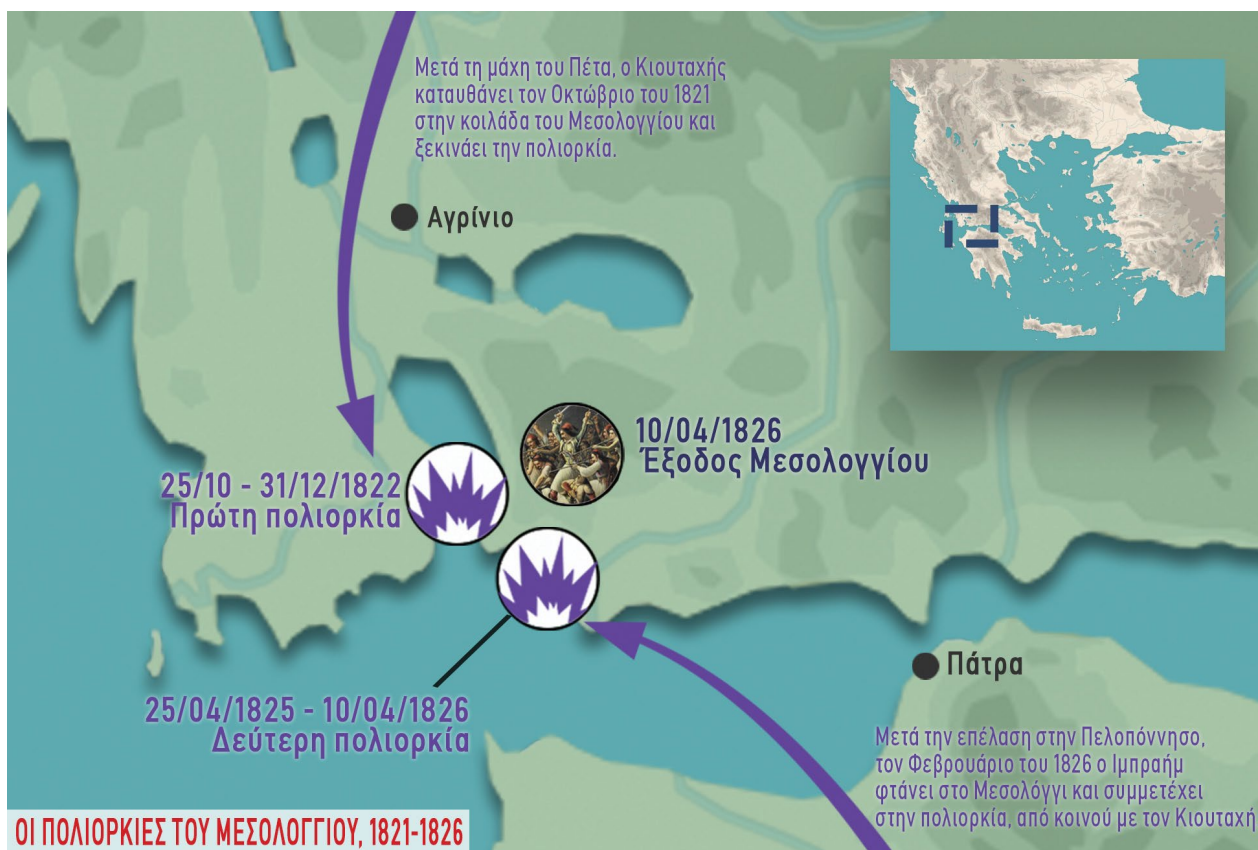 Μετά τη μάχη του Πέτα, ο Κιουταχής
καταυθάνει τον Οκτώβριο του 1821
στην κοιλάδα του Μεσολογγίου και
ξεκινάει την πολιορκία.
Αγρίνιο
10/04/1826
Έξοδος Μεσολογγίου
25/10 - 31/12/1822
Πρώτη πολιορκία
25/04/1825 - 10/04/1826
Δεύτερη πολιορκία
Πάτρα
Μετά την επέλαση στην Πελοπόννησο,
τον Φεβρουάριο του 1826 ο Ιμπραήμ
φτάνει στο Μεσολόγγι και συμμετέχει
στην πολιορκία, από κοινού με τον Κιουταχή
ΟΙ ΠΟΛΙΟΡΚΙΕΣ ΤΟΥ ΜΕΣΟΛΟΓΓΙΟΥ, 1821-1826